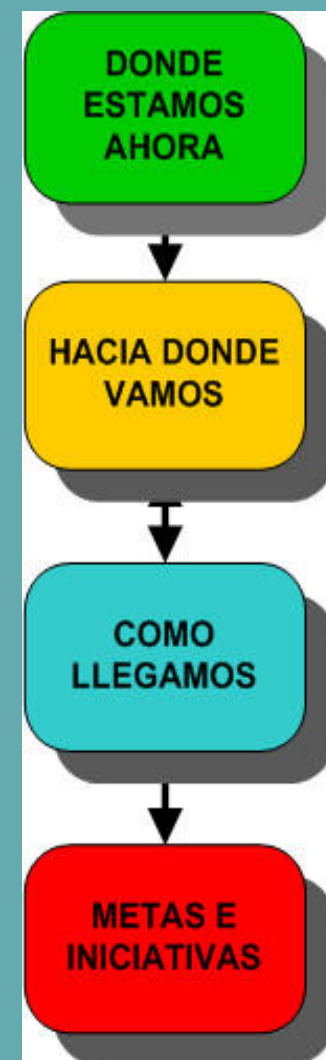 DONDE
ESTAMOS
AHORA
HACIA DONDE
VAMOS
COMO
LLEGAMOS
METAS E
INICIATIVAS